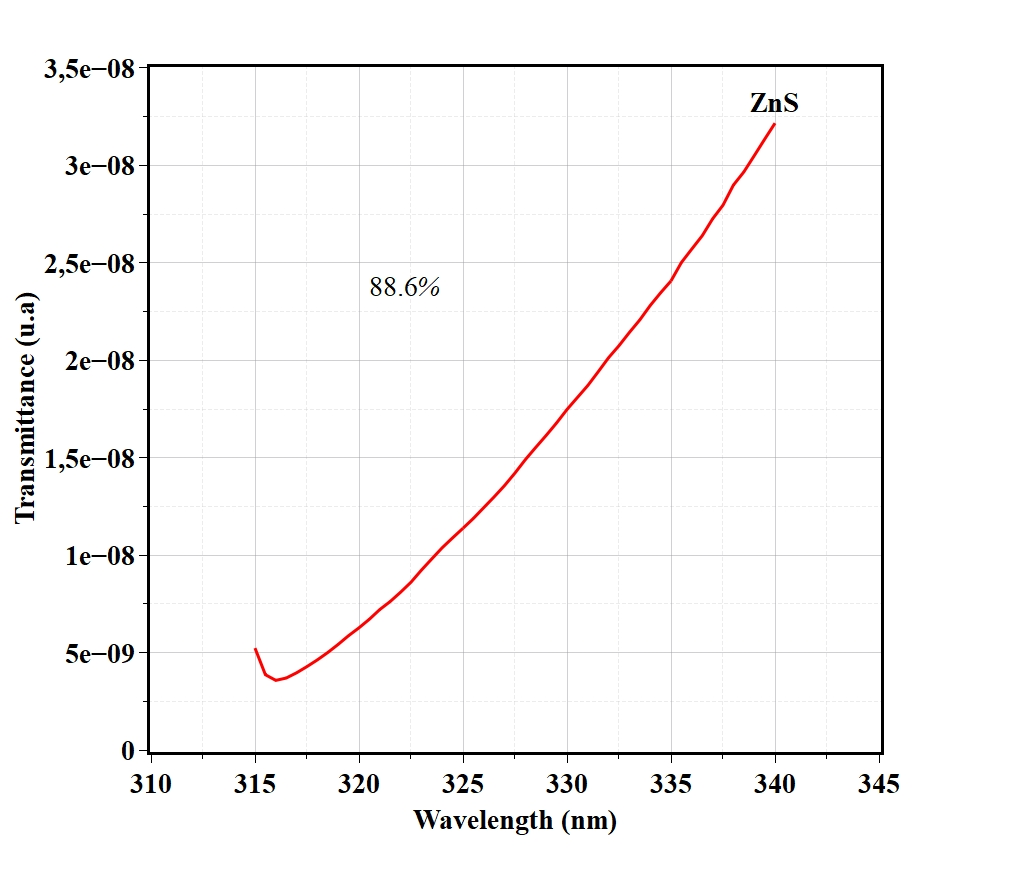 3,5e−08
3e−08
2,5e−08
2e−08
1,5e−08
1e−08
5e−09
0
Transmittance (u.a)
ZnS
88.6%
310 315 320 325 330 335 340 345
Wavelength (nm)